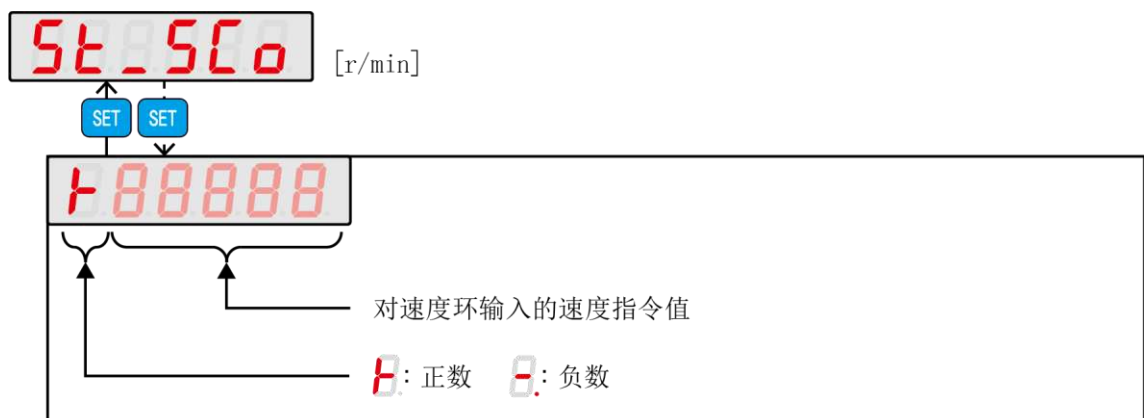 St_SCo [r/min]
SET SET
⊦88888
对速度环输入的速度指令值
⊦: 正数 -.: 负数